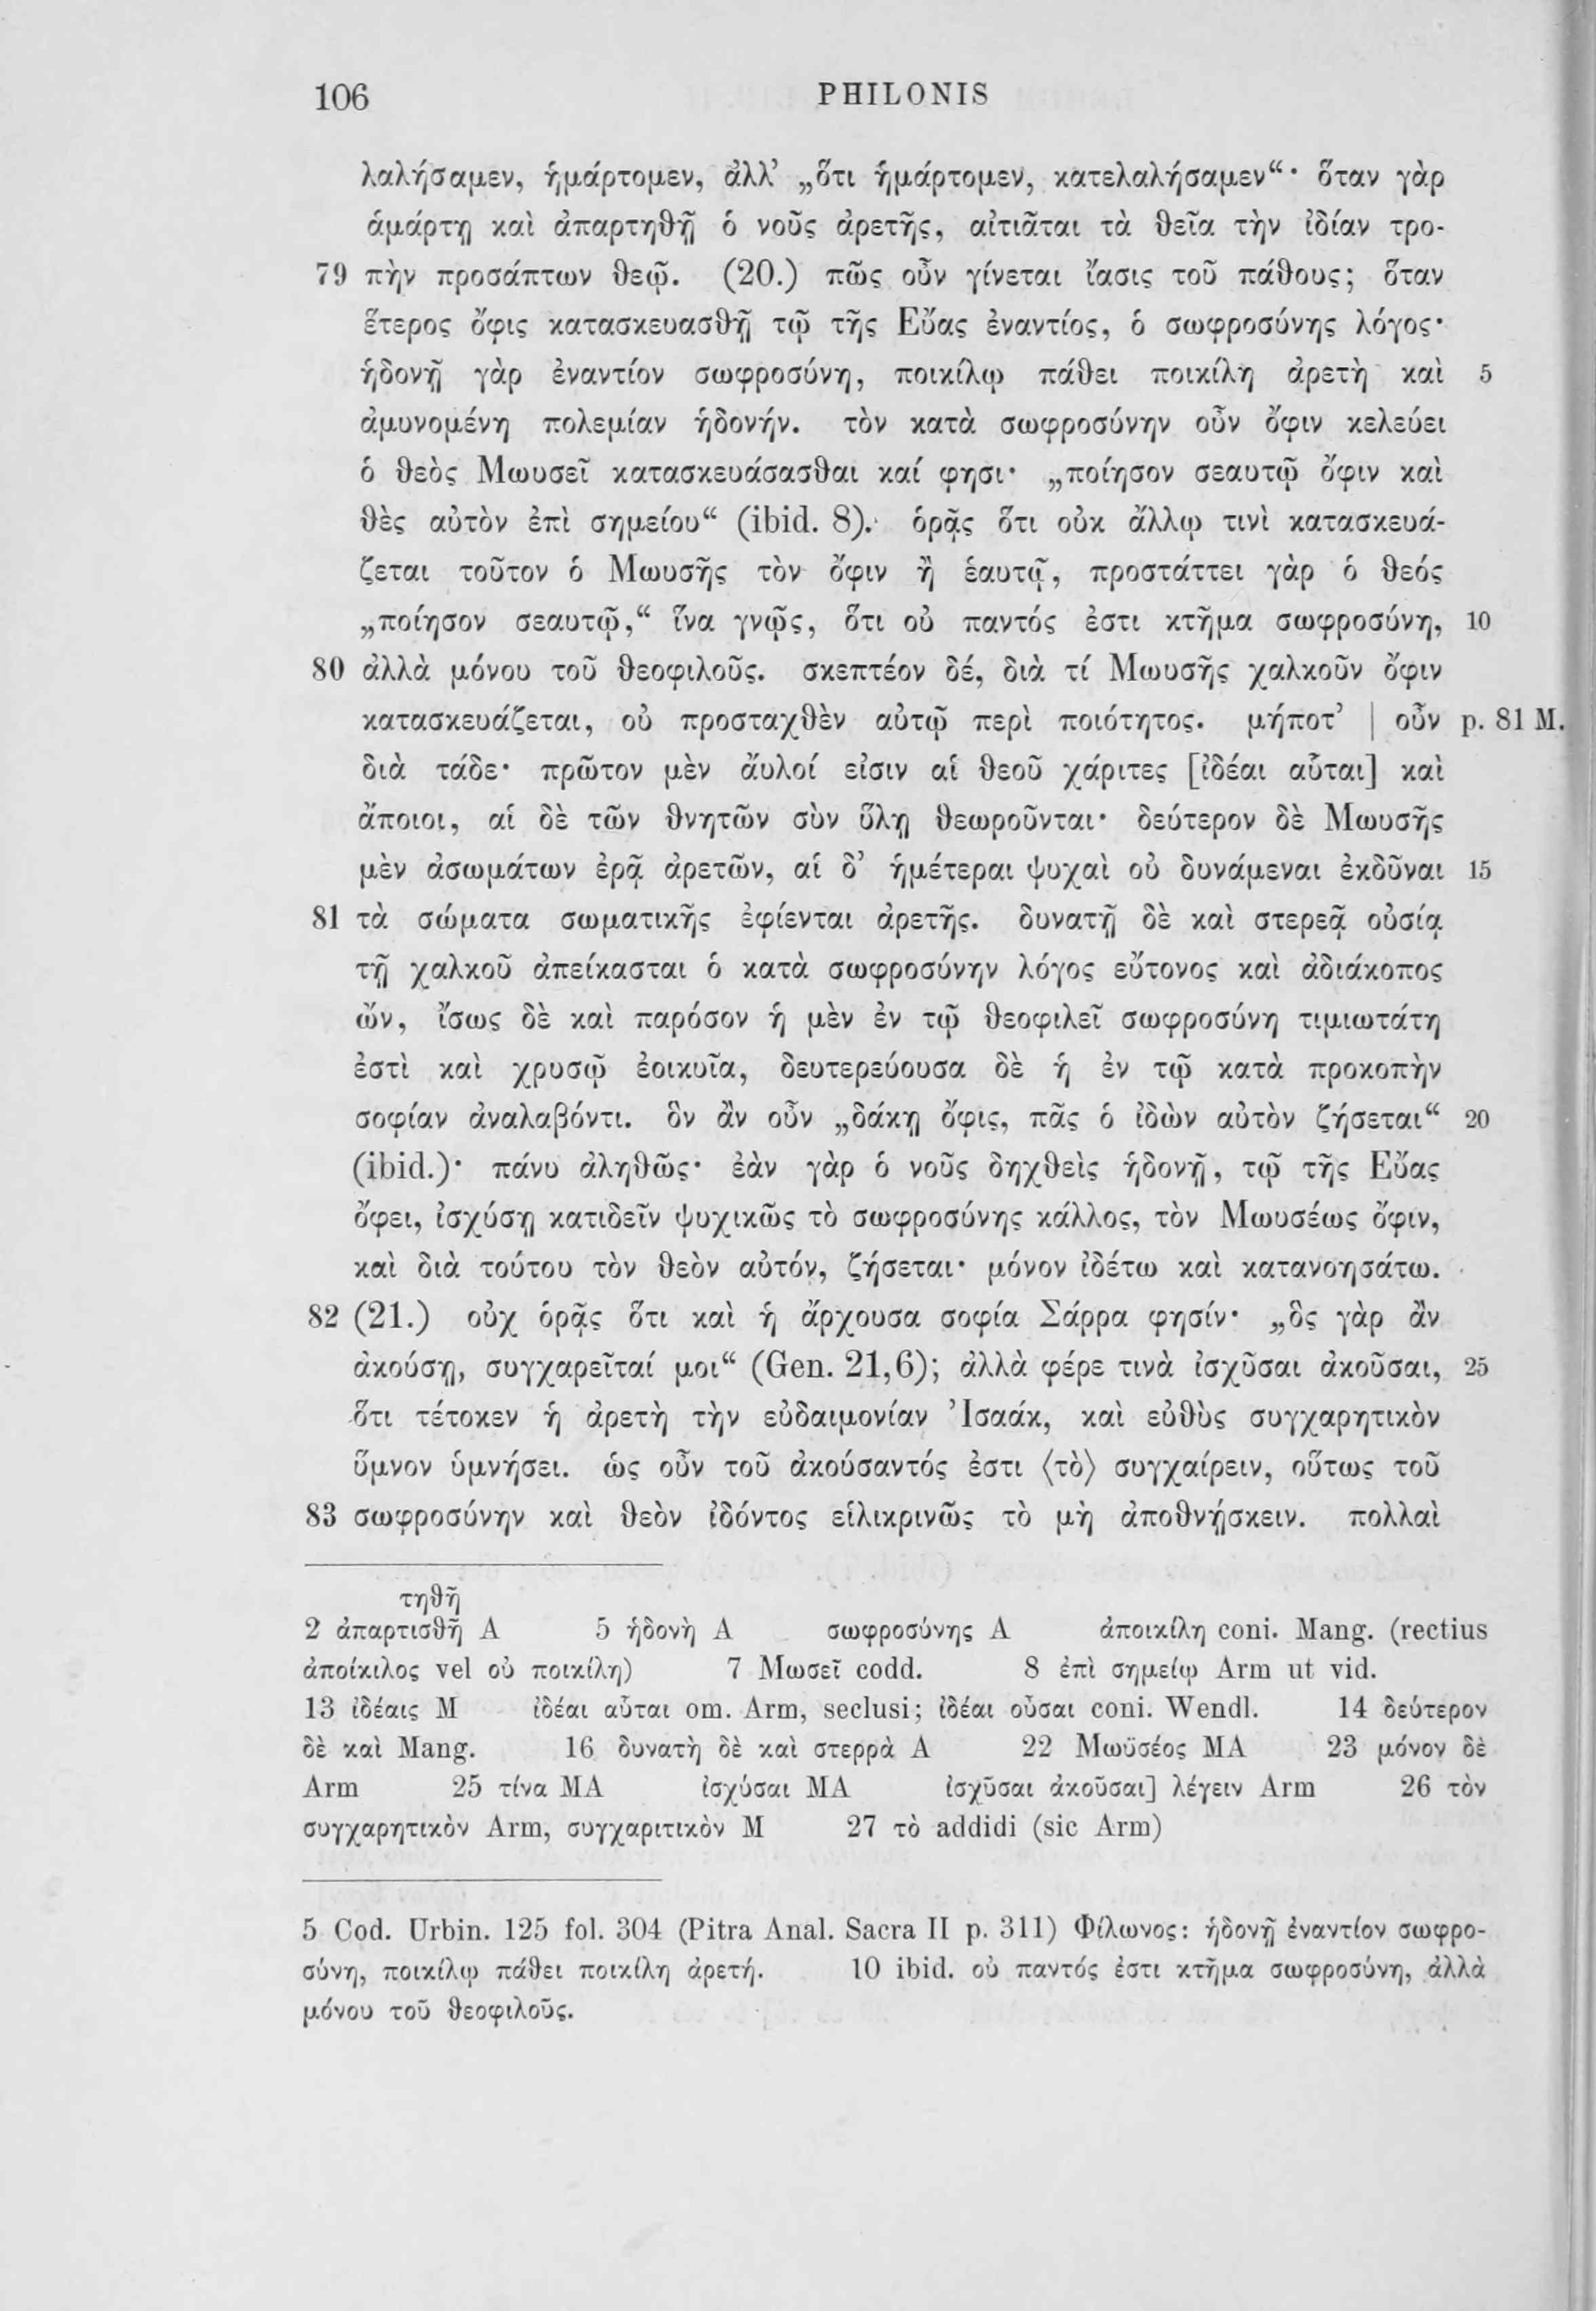 106 PHILONIS
λαλήσαμεν, ἡμάρτομεν, ἀλλ’ „ὅτι ἡμάρτομεν, κατελαλήσαμεν“· ὅταν γὰρ
ἁμάρτῃ καὶ ἀπαρτηθῇ ὁ νοῦς ἀρετῆς, αἰτιᾶται τὰ θεῖα τὴν ἰδίαν τρο-
79 πὴν προσάπτων θεῷ. (20.) πῶς οὖν γίνεται ἴασις τοῦ πάθους; ὅταν
ἕτερος ὄφις κατασκευασθῇ τῷ τῆς Εὔας ἐναντίος, ὁ σωφροσύνης λόγος·
ἡδονῇ γὰρ ἐναντίον σωφροσύνη, ποικίλῳ πάθει ποικίλη ἀρετὴ καὶ 5
ἀμυνομένη πολεμίαν ἡδονήν. τὸν κατὰ σωφροσύνην οὖν ὄφιν κελεύει
ὁ θεὸς Μωυσεῖ κατασκευάσασθαι καί φησι· „ποίησον σεαυτῷ ὄφιν καὶ
θὲς αὐτὸν ἐπὶ σημείου“ (ibid. 8). ὁρᾷς ὅτι οὐκ ἄλλῳ τινὶ κατασκευά-
ζεται τοῦτον ὁ Μωυσῆς τὸν ὄφιν ἢ ἑαυτῷ, προστάττει γὰρ ὁ θεός
„ποίησον σεαυτῷ,“ ἵνα γνῷς, ὅτι οὐ παντός ἐστι κτῆμα σωφροσύνη, 10
80 ἀλλὰ μόνου τοῦ θεοφιλοῦς. σκεπτέον δέ, διὰ τί Μωυσῆς χαλκοῦν ὄφιν
κατασκευάζεται, οὐ προσταχθὲν αὐτῷ περὶ ποιότητος. μήποτ’ | οὖν p. 81 M.
διὰ τάδε· πρῶτον μὲν ἄυλοί εἰσιν αἱ θεοῦ χάριτες [ἰδέαι αὗται] καὶ
ἄποιοι, αἱ δὲ τῶν θνητῶν σὺν ὕλῃ θεωροῦνται· δεύτερον δὲ Μωυσῆς
μὲν ἀσωμάτων ἐρᾷ ἀρετῶν, αἱ δ’ ἡμέτεραι ψυχαὶ οὐ δυνάμεναι ἐκδῦναι 15
81 τὰ σώματα σωματικῆς ἐφίενται ἀρετῆς. δυνατῇ δὲ καὶ στερεᾷ οὐσίᾳ
τῇ χαλκοῦ ἀπείκασται ὁ κατὰ σωφροσύνην λόγος εὔτονος καὶ ἀδιάκοπος
ὤν, ἴσως δὲ καὶ παρόσον ἡ μὲν ἐν τῷ θεοφιλεῖ σωφροσύνη τιμιωτάτη
ἐστὶ καὶ χρυσῷ ἐοικυῖα, δευτερεύουσα δὲ ἡ ἐν τῷ κατὰ προκοπὴν
σοφίαν ἀναλαβόντι. ὃν ἂν οὖν „δάκῃ ὄφις, πᾶς ὁ ἰδὼν αὐτὸν ζήσεται“ 20
(ibid.)· πάνυ ἀληθῶς· ἐὰν γὰρ ὁ νοῦς δηχθεὶς ἡδονῇ, τῷ τῆς Εὔας
ὄφει, ἰσχύσῃ κατιδεῖν ψυχικῶς τὸ σωφροσύνης κάλλος, τὸν Μωυσέως ὄφιν,
καὶ διὰ τούτου τὸν θεὸν αὐτόν, ζήσεται· μόνον ἰδέτω καὶ κατανοησάτω.
82 (21.) οὐχ ὁρᾷς ὅτι καὶ ἡ ἄρχουσα σοφία Σάρρα φησίν· „ὃς γὰρ ἂν
ἀκούσῃ, συγχαρεῖταί μοι“ (Gen. 21,6); ἀλλὰ φέρε τινὰ ἰσχῦσαι ἀκοῦσαι, 25
ὅτι τέτοκεν ἡ ἀρετὴ τὴν εὐδαιμονίαν Ἰσαάκ, καὶ εὐθὺς συγχαρητικὸν
ὕμνον ὑμνήσει. ὡς οὖν τοῦ ἀκούσαντός ἐστι ⟨τὸ⟩ συγχαίρειν, οὕτως τοῦ
83 σωφροσύνην καὶ θεὸν ἰδόντος εἱλικρινῶς τὸ μὴ ἀποθνῄσκειν. πολλαὶ
τηθῆ
2 ἀπαρτισθῆ A 5 ἡδονὴ A σωφροσύνης A ἀποικίλη coni. Mang. (rectius
ἀποίκιλος vel οὐ ποικίλη) 7 Μωσεῖ codd. 8 ἐπὶ σημείῳ Arm ut vid.
13 ἰδέαις M ἰδέαι αὗται om. Arm, seclusi; ἰδέαι οὖσαι coni. Wendl. 14 δεύτερον
δὲ καὶ Mang. 16 δυνατὴ δὲ καὶ στερρὰ A 22 Μωϋσέος MA 23 μόνον δὲ
Arm 25 τίνα MA ἰσχύσαι MA ἰσχῦσαι ἀκοῦσαι] λέγειν Arm 26 τὸν
συγχαρητικὸν Arm, συγχαριτικὸν M 27 τὸ addidi (sic Arm)
5 Cod. Urbin. 125 fol. 304 (Pitra Anal. Sacra II p. 311) Φίλωνος: ἡδονῇ ἐναντίον σωφρο-
σύνη, ποικίλῳ πάθει ποικίλη ἀρετή. 10 ibid. οὐ παντός ἐστι κτῆμα σωφροσύνη, ἀλλὰ
μόνου τοῦ θεοφιλοῦς.